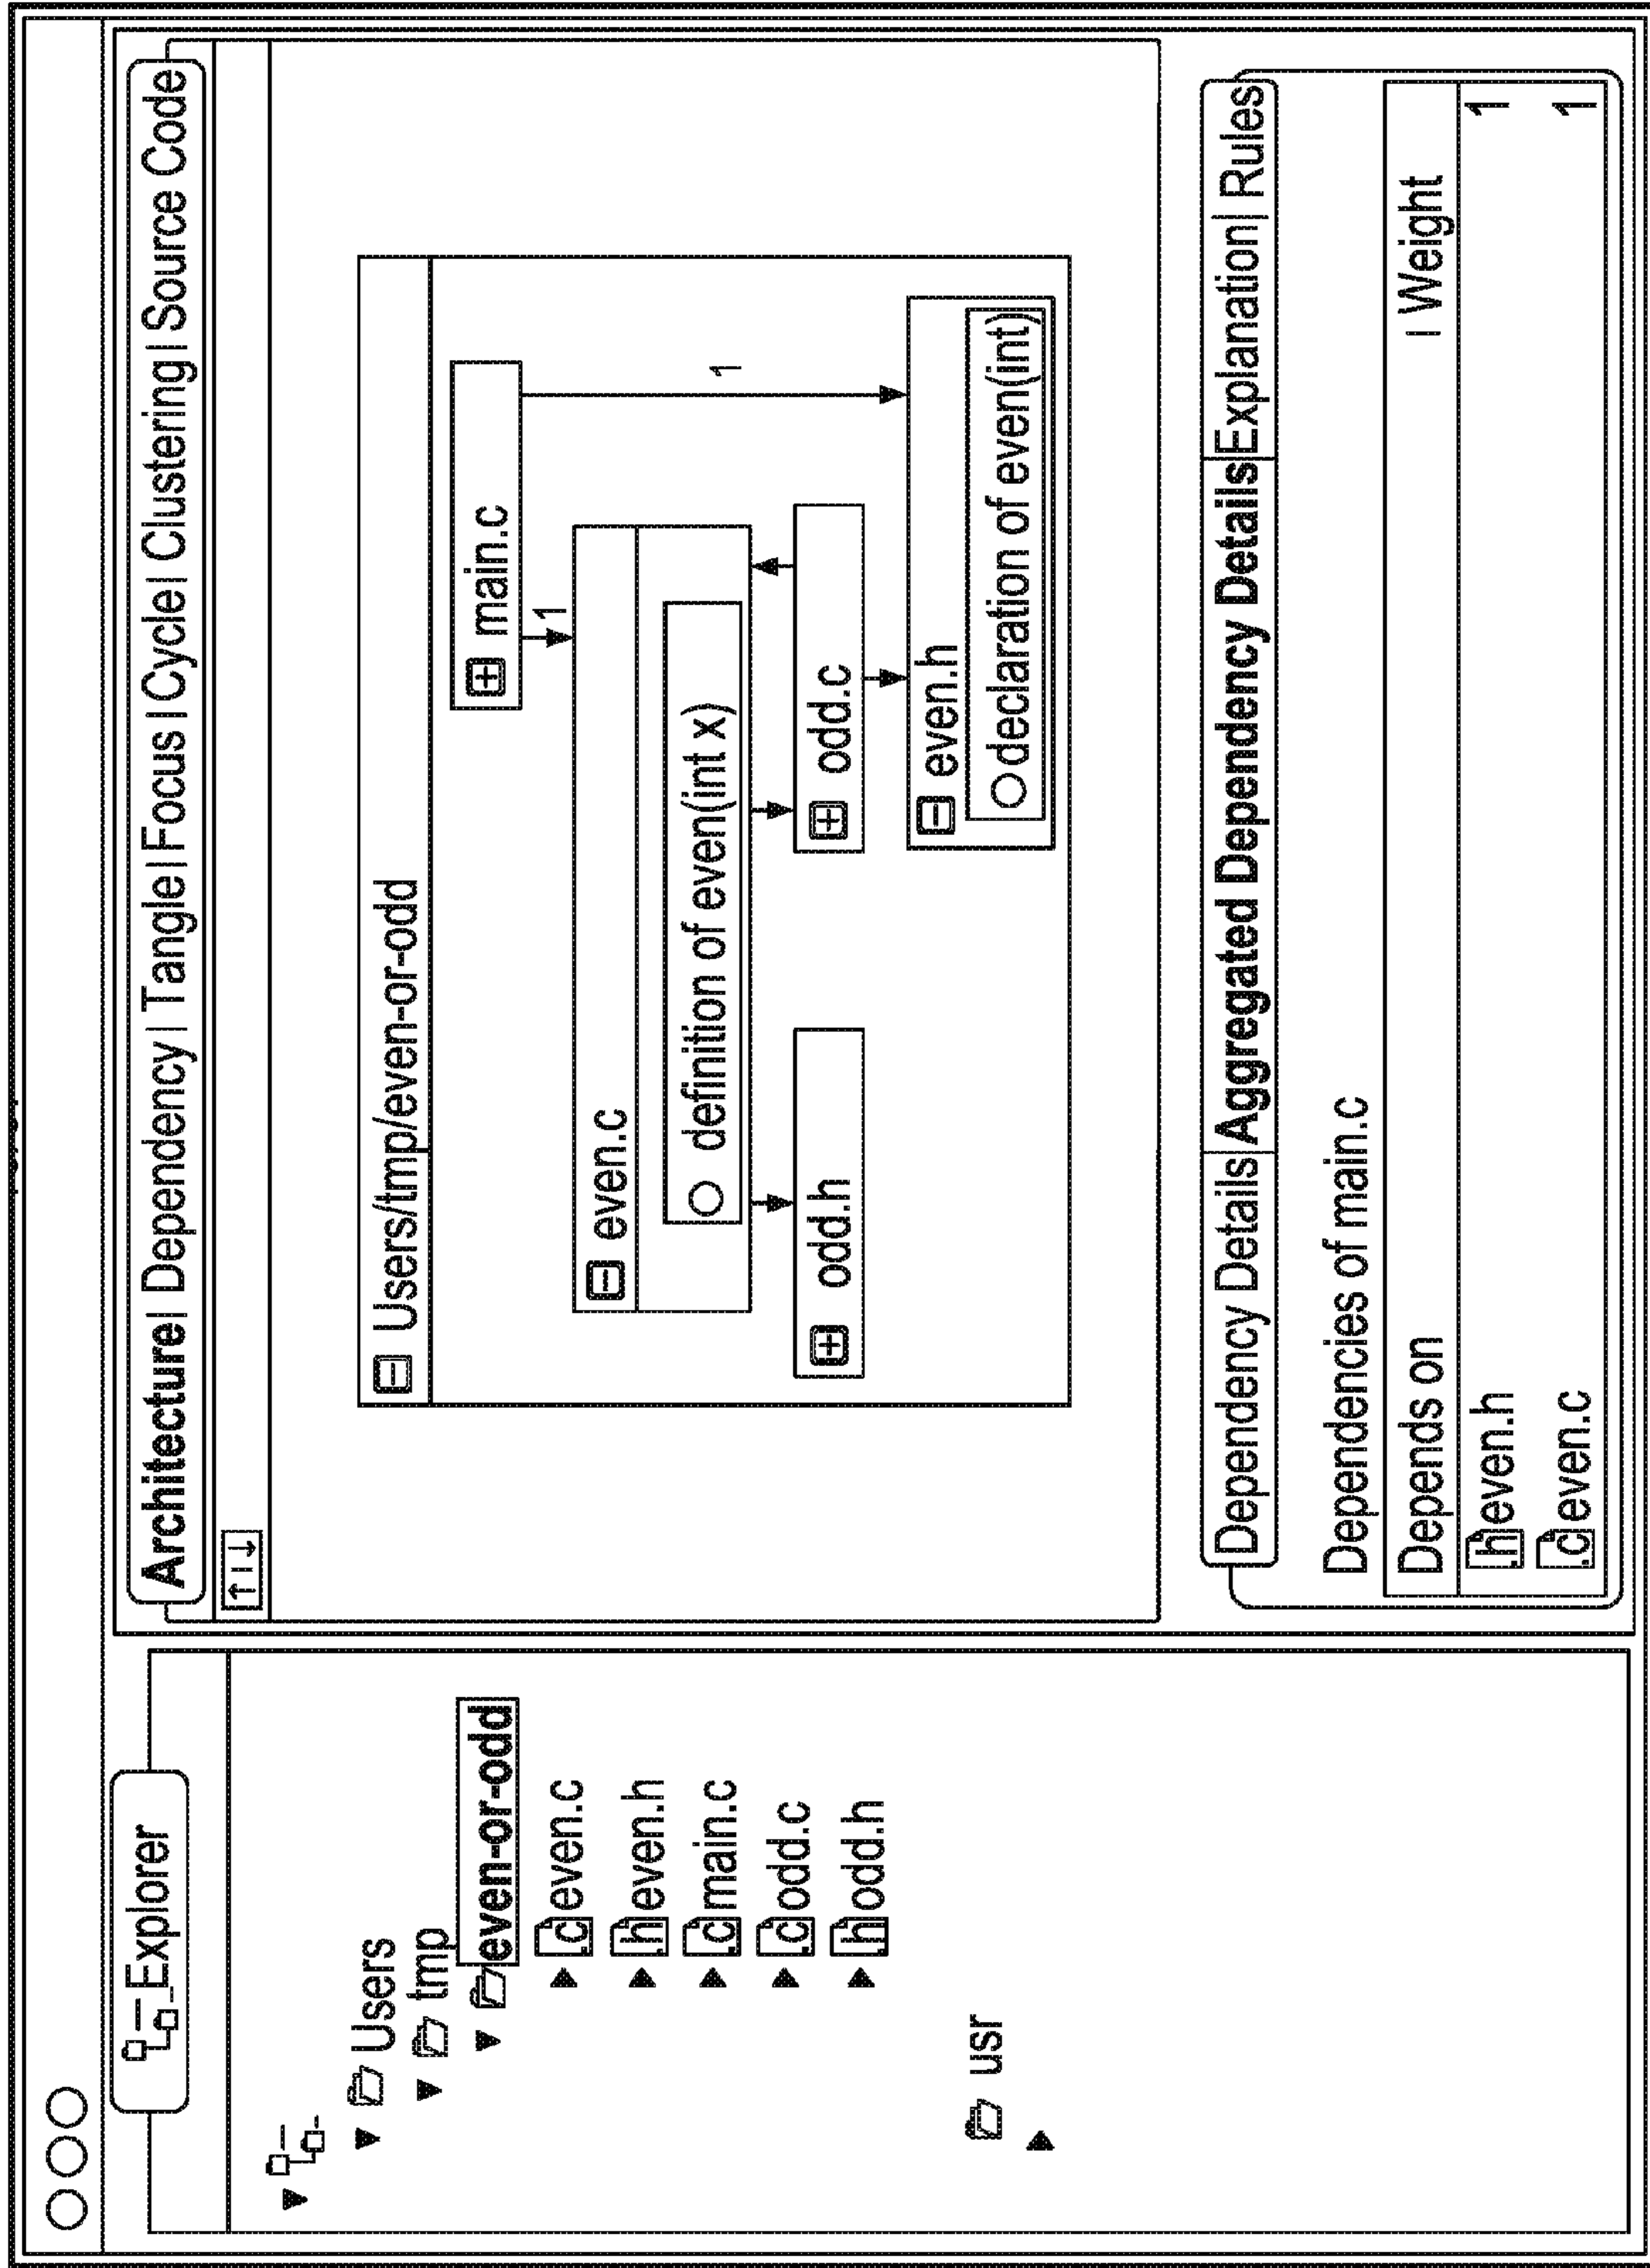 Explorer
Users
tmp
even-or-odd
.c even.c
.h even.h
.c main.c
.c odd.c
.h odd.h
usr
Architecture | Dependency | Tangle | Focus | Cycle | Clustering | Source Code
Users/tmp/even-or-odd
main.c
1
1
even.c
definition of even(int x)
odd.h
odd.c
even.h
declaration of even(int)
Dependency Details | Aggregated Dependency Details | Explanation | Rules
Dependencies of main.c
Depends on | Weight
.h even.h 1
.c even.c 1